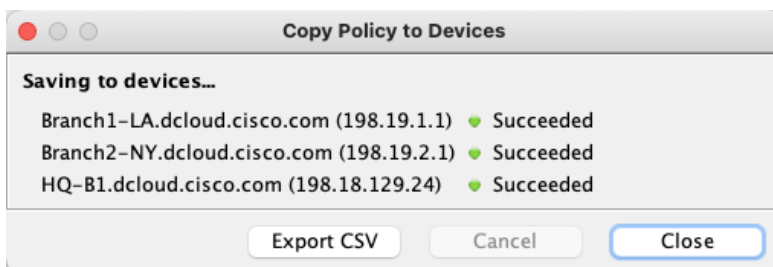 Copy Policy to Devices
Saving to devices...
Branch1-LA.dcloud.cisco.com (198.19.1.1) Succeeded
Branch2-NY.dcloud.cisco.com (198.19.2.1) Succeeded
HQ-B1.dcloud.cisco.com (198.18.129.24) Succeeded
Export CSV Cancel Close